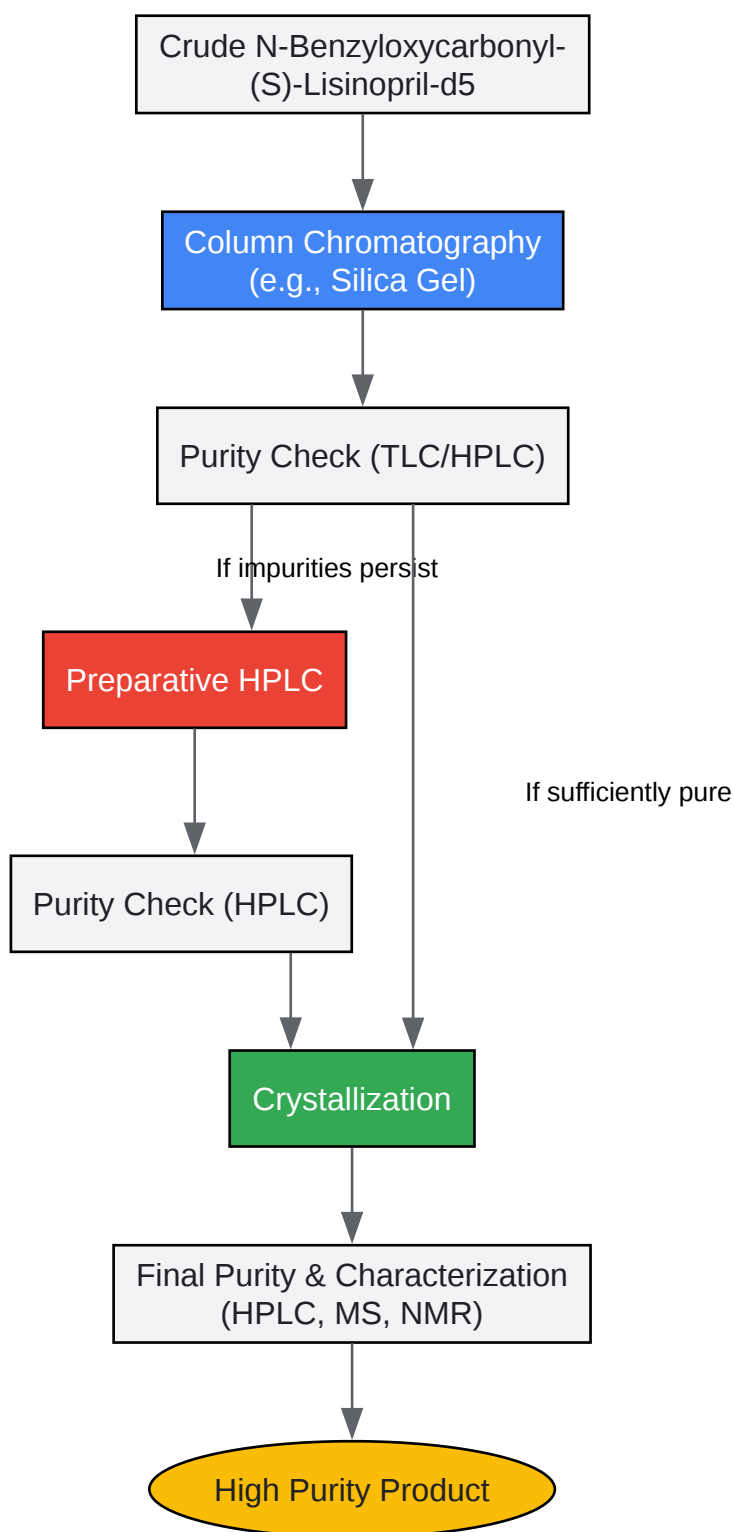 Crude N-Benzyloxycarbonyl-
(S)-Lisinopril-d5
Column Chromatography
(e.g., Silica Gel)
Purity Check (TLC/HPLC)
If impurities persist
Preparative HPLC
If sufficiently pure
Purity Check (HPLC)
Crystallization
Final Purity & Characterization
(HPLC, MS, NMR)
High Purity Product